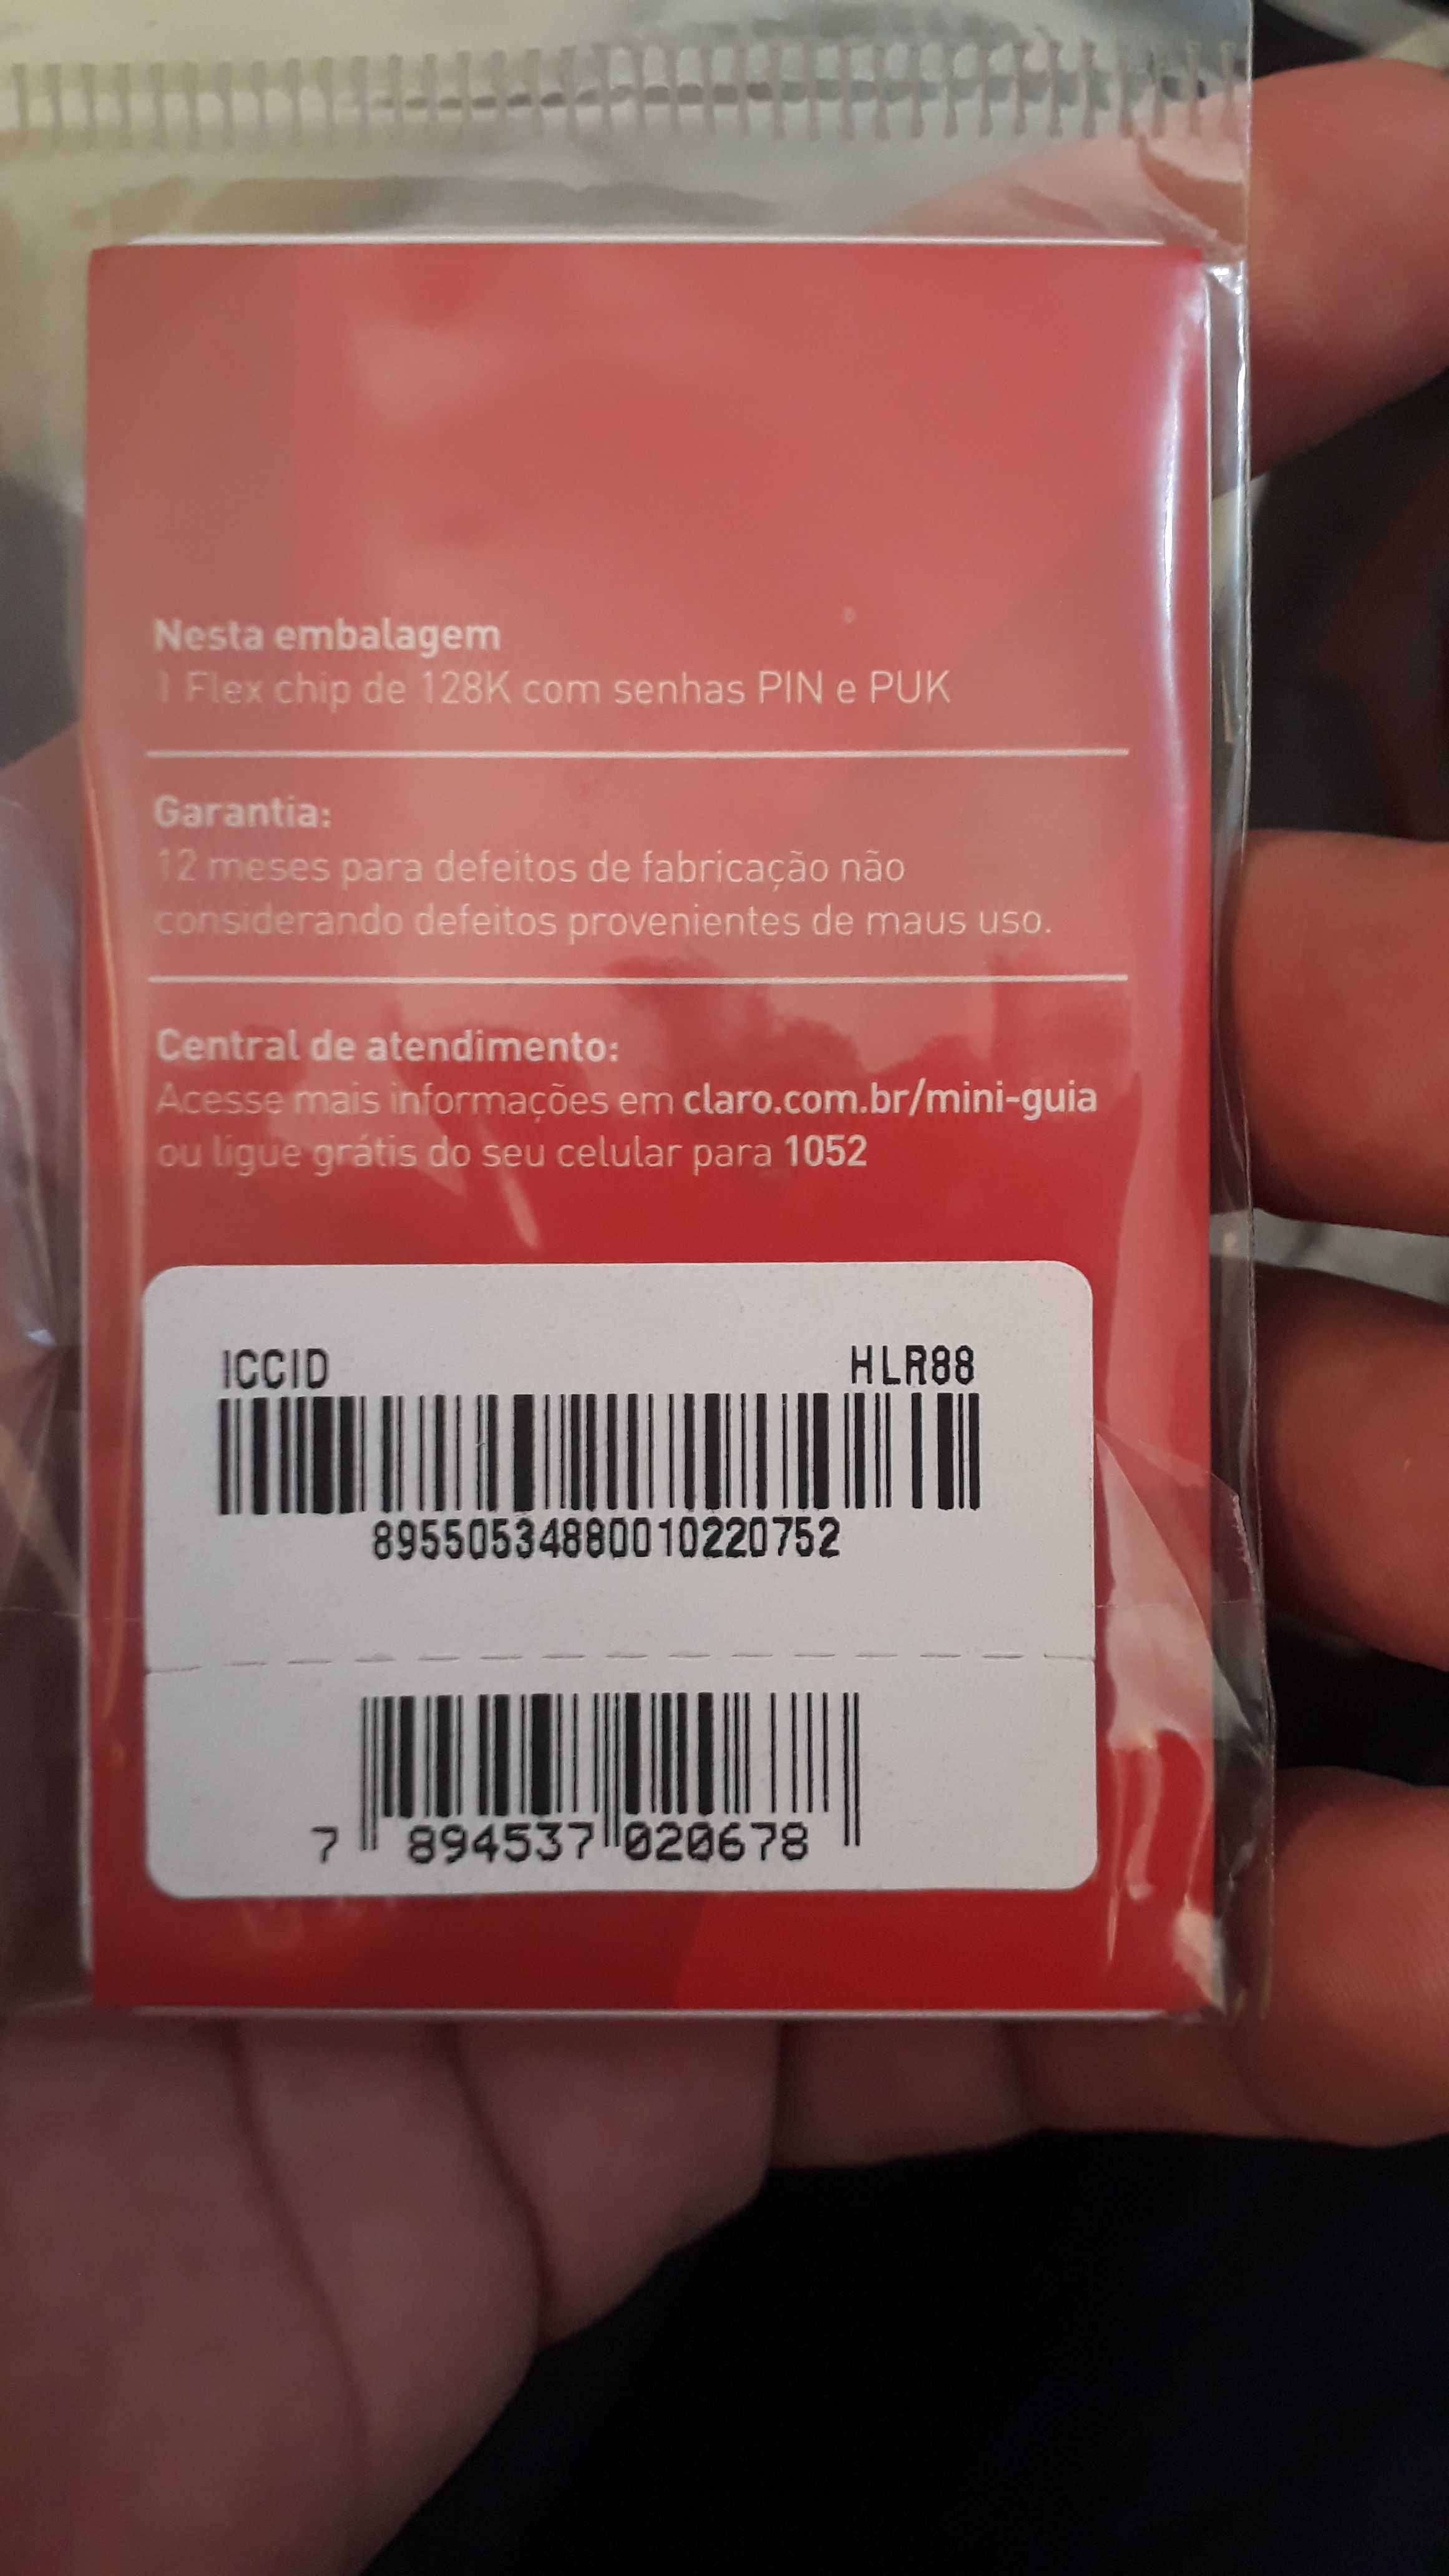 Nesta embalagem
1 Flex chip de 128K com senhas PIN e PUK
Garantia:
12 meses para defeitos de fabricação não
considerando defeitos provenientes de maus uso.
Central de atendimento:
Acesse mais informações em claro.com.br/mini-guia
ou ligue grátis do seu celular para 1052
ICCID HLR88
89550534880010220752
7 894537 020678